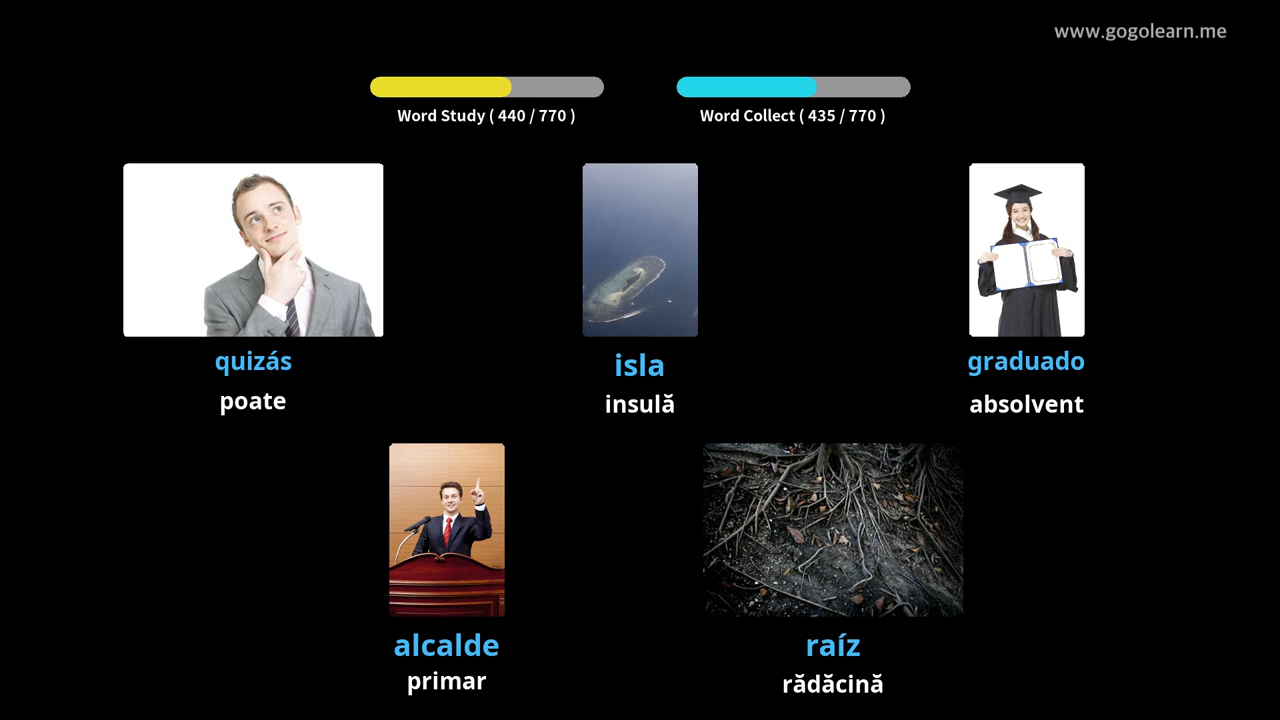 www.gogolearn.me
Word Study ( 440 / 770 )
Word Collect ( 435 / 770 )
quizás
poate
isla
insulă
graduado
absolvent
alcalde
primar
raíz
rădăcină